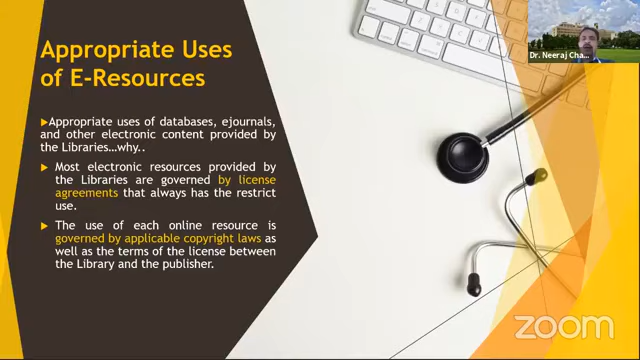 Appropriate Uses
of E-Resources
Appropriate uses of databases, ejournals,
and other electronic content provided by
the Libraries…why..
Most electronic resources provided by
the Libraries are governed by license
agreements that always has the restrict
use.
The use of each online resource is
governed by applicable copyright laws as
well as the terms of the license between
the Library and the publisher.
Dr. Neeraj Cha...
zoom